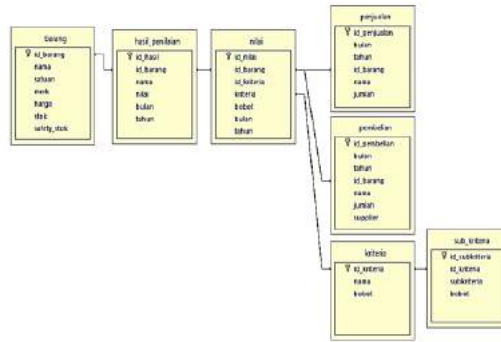 barang
id_barang
nama
satuan
merk
harga
stok
safety_stok
hasil_penilaian
id_hasil
id_barang
nama
nilai
bulan
tahun
nilai
id_nilai
id_barang
id_kriteria
kriteria
bobot
bulan
tahun
penjualan
id_penjualan
bulan
tahun
id_barang
nama
jumlah
pembelian
id_pembelian
bulan
tahun
id_barang
nama
jumlah
supplier
kriteria
id_kriteria
nama
bobot
sub_kriteria
id_subkriteria
id_kriteria
subkriteria
bobot